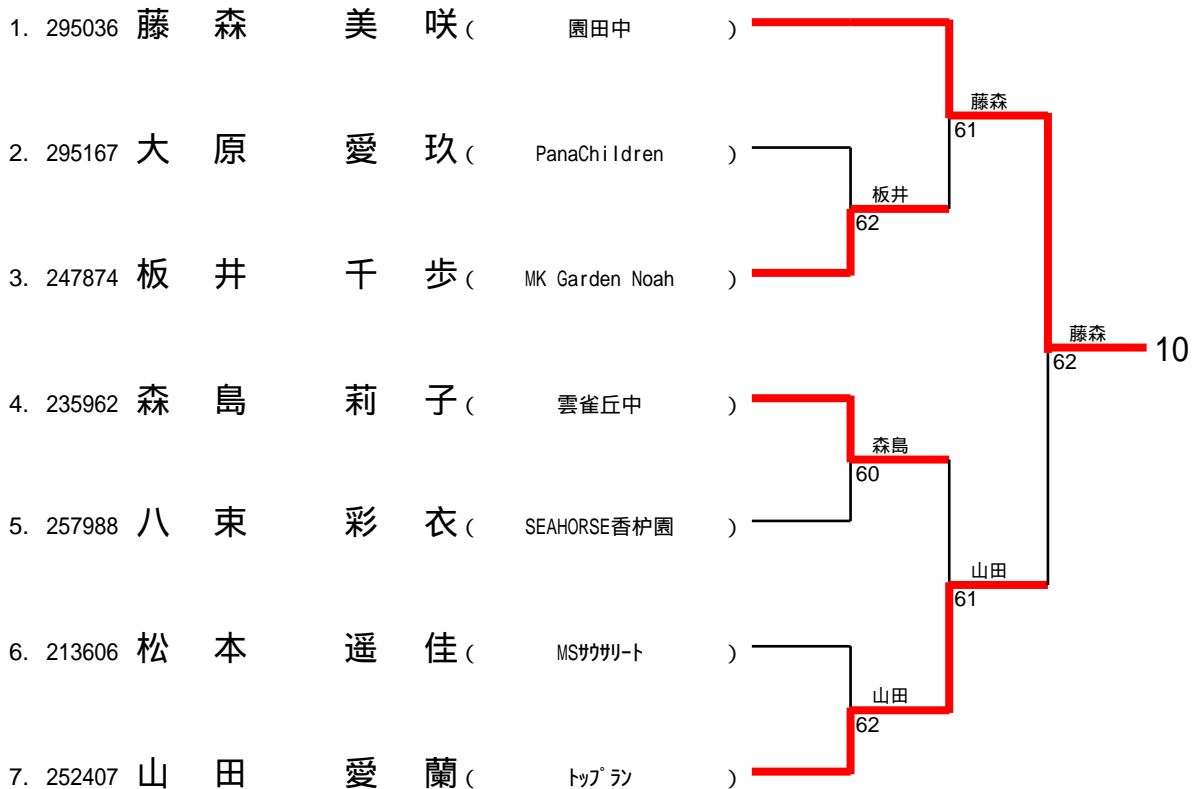 1. 295036 藤 森 美 咲 ( 園田中 )
藤森
61
2. 295167 大 原 愛 玖 ( PanaChildren )
板井
62
3. 247874 板 井 千 歩 ( MK Garden Noah )
藤森
62
10
4. 235962 森 島 莉 子 ( 雲雀丘中 )
森島
60
5. 257988 八 束 彩 衣 ( SEAHORSE香枦園 )
山田
61
6. 213606 松 本 遥 佳 ( MSｻｳｻﾘｰﾄ )
山田
62
7. 252407 山 田 愛 蘭 ( ﾄｯﾌﾟﾗﾝ )